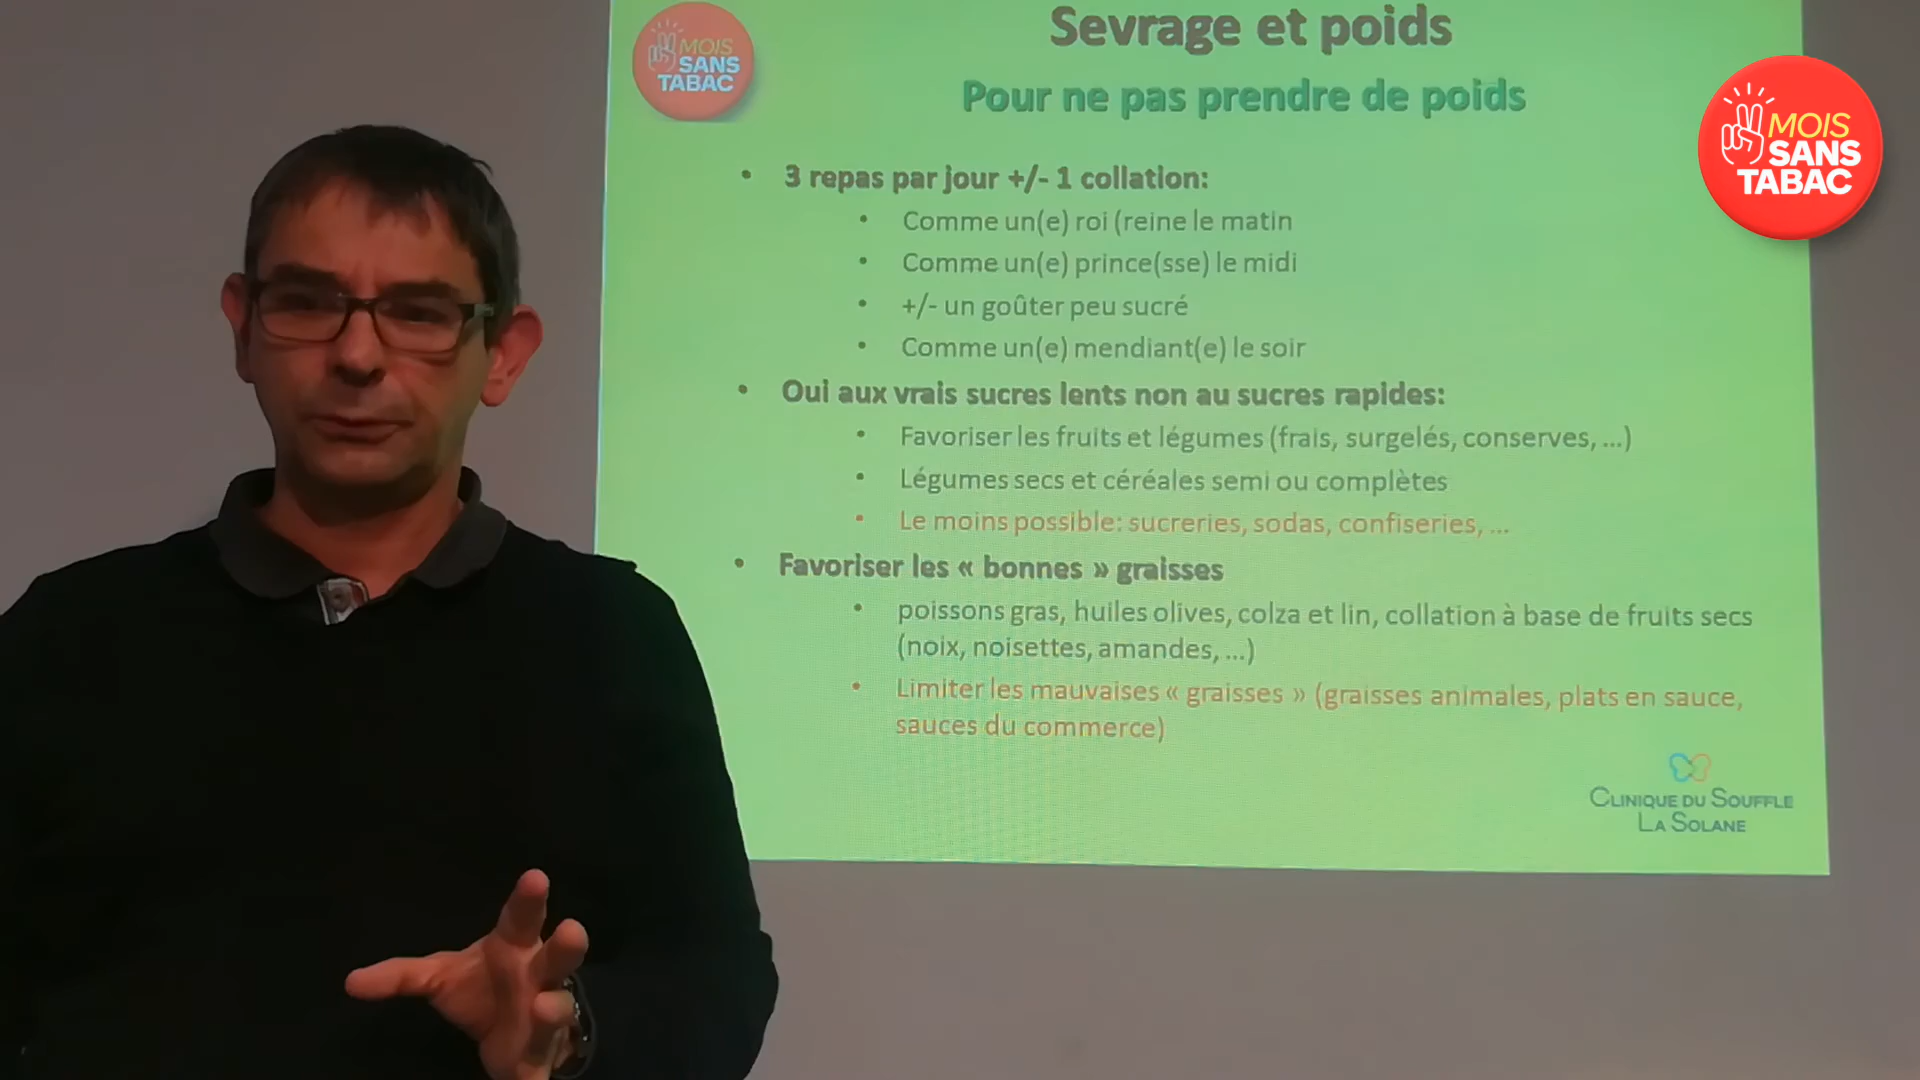 MOIS
SANS
TABAC
Sevrage et poids
Pour ne pas prendre de poids
MOIS
SANS
TABAC
• 3 repas par jour +/- 1 collation:
• Comme un(e) roi (reine le matin
• Comme un(e) prince(sse) le midi
• +/- un goûter peu sucré
• Comme un(e) mendiant(e) le soir
• Oui aux vrais sucres lents non au sucres rapides:
• Favoriser les fruits et légumes (frais, surgelés, conserves, ...)
• Légumes secs et céréales semi ou complètes
• Le moins possible: sucreries, sodas, confiseries, ...
• Favoriser les « bonnes » graisses
• poissons gras, huiles olives, colza et lin, collation à base de fruits secs
(noix, noisettes, amandes, ...)
• Limiter les mauvaises « graisses » (graisses animales, plats en sauce,
sauces du commerce)
CLINIQUE DU SOUFFLE
LA SOLANE